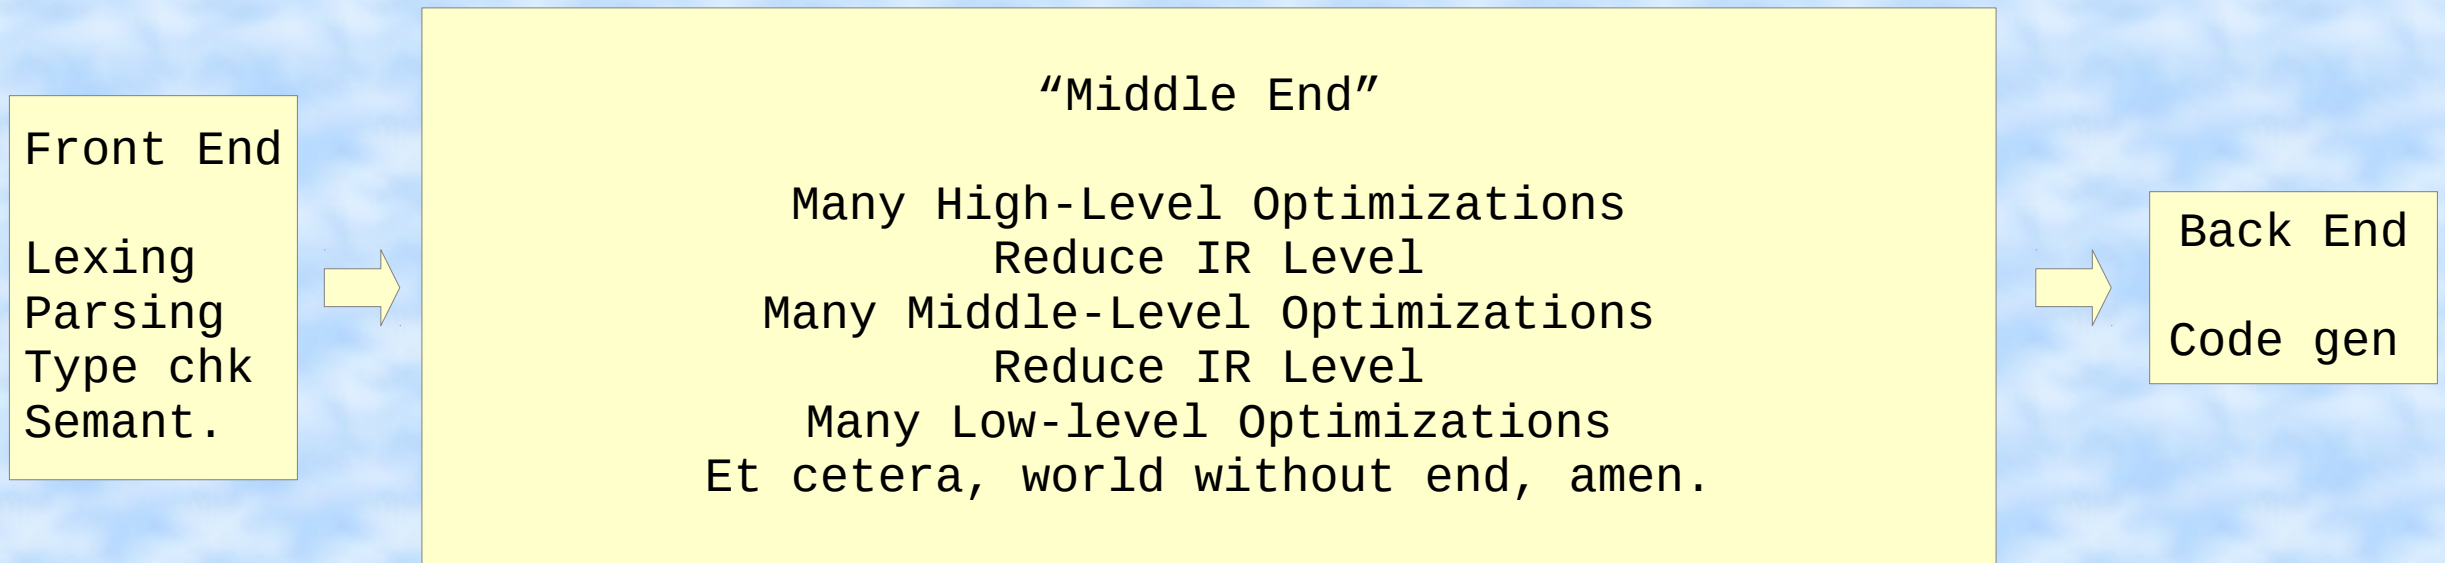 Front End
Lexing
Parsing
Type chk
Semant.
“Middle End”
Many High-Level Optimizations
Reduce IR Level
Many Middle-Level Optimizations
Reduce IR Level
Many Low-level Optimizations
Et cetera, world without end, amen.
Back End
Code gen